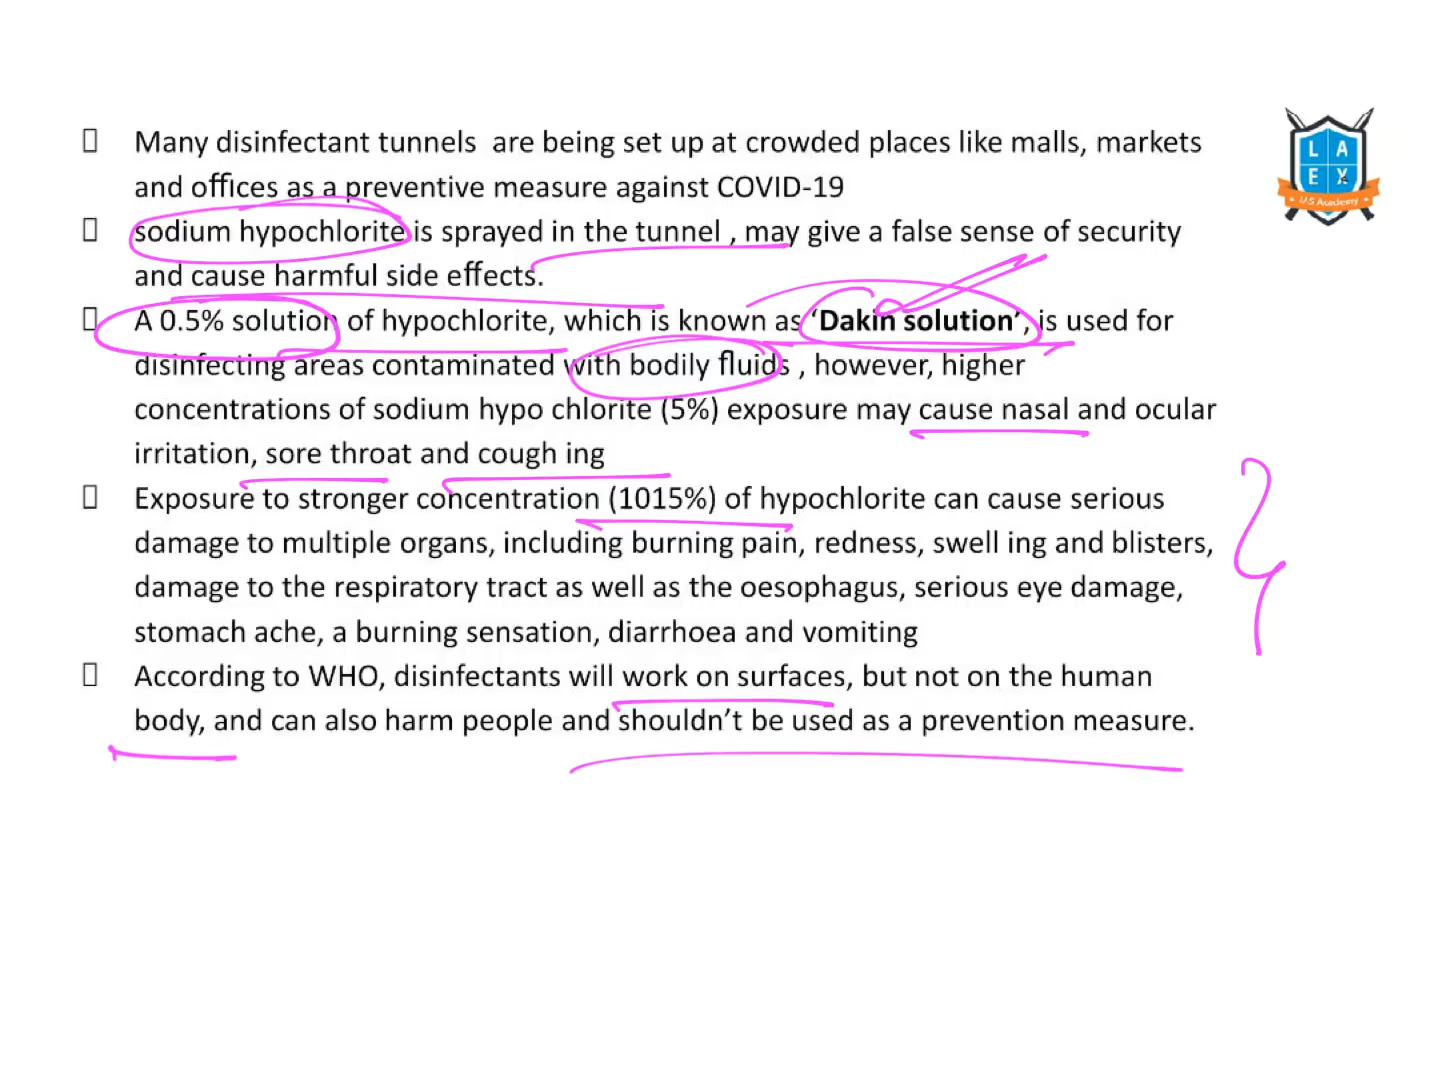 Many disinfectant tunnels  are being set up at crowded places like malls, markets
and offices as a preventive measure against COVID-19
sodium hypochlorite is sprayed in the tunnel , may give a false sense of security
and cause harmful side effects.
A 0.5% solution of hypochlorite, which is known as ‘Dakin solution’, is used for
disinfecting areas contaminated with bodily fluids , however, higher
concentrations of sodium hypo chlorite (5%) exposure may cause nasal and ocular
irritation, sore throat and cough ing
Exposure to stronger concentration (1015%) of hypochlorite can cause serious
damage to multiple organs, including burning pain, redness, swell ing and blisters,
damage to the respiratory tract as well as the oesophagus, serious eye damage,
stomach ache, a burning sensation, diarrhoea and vomiting
According to WHO, disinfectants will work on surfaces, but not on the human
body, and can also harm people and shouldn’t be used as a prevention measure.
L A
E X
IAS Academy